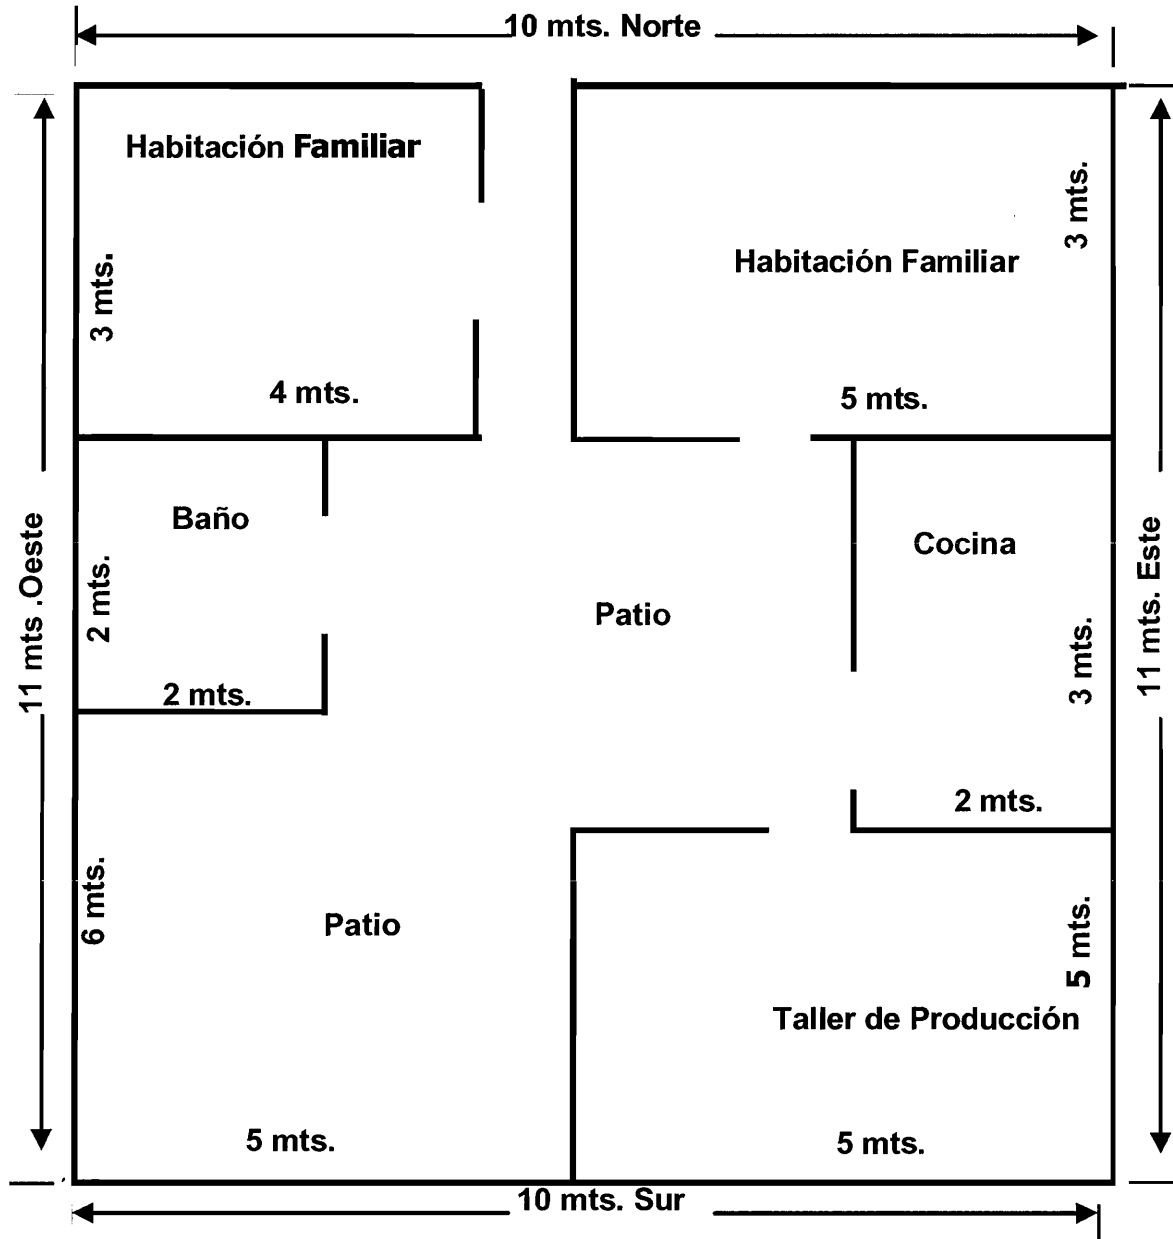 10 mts. Norte
Habitación Familiar
3 mts.
Habitación Familiar
3 mts.
4 mts.
5 mts.
Baño
Cocina
11 mts .Oeste
2 mts.
Patio
11 mts. Este
3 mts.
2 mts.
2 mts.
6 mts.
Patio
5 mts.
Taller de Producción
5 mts.
5 mts.
10 mts. Sur